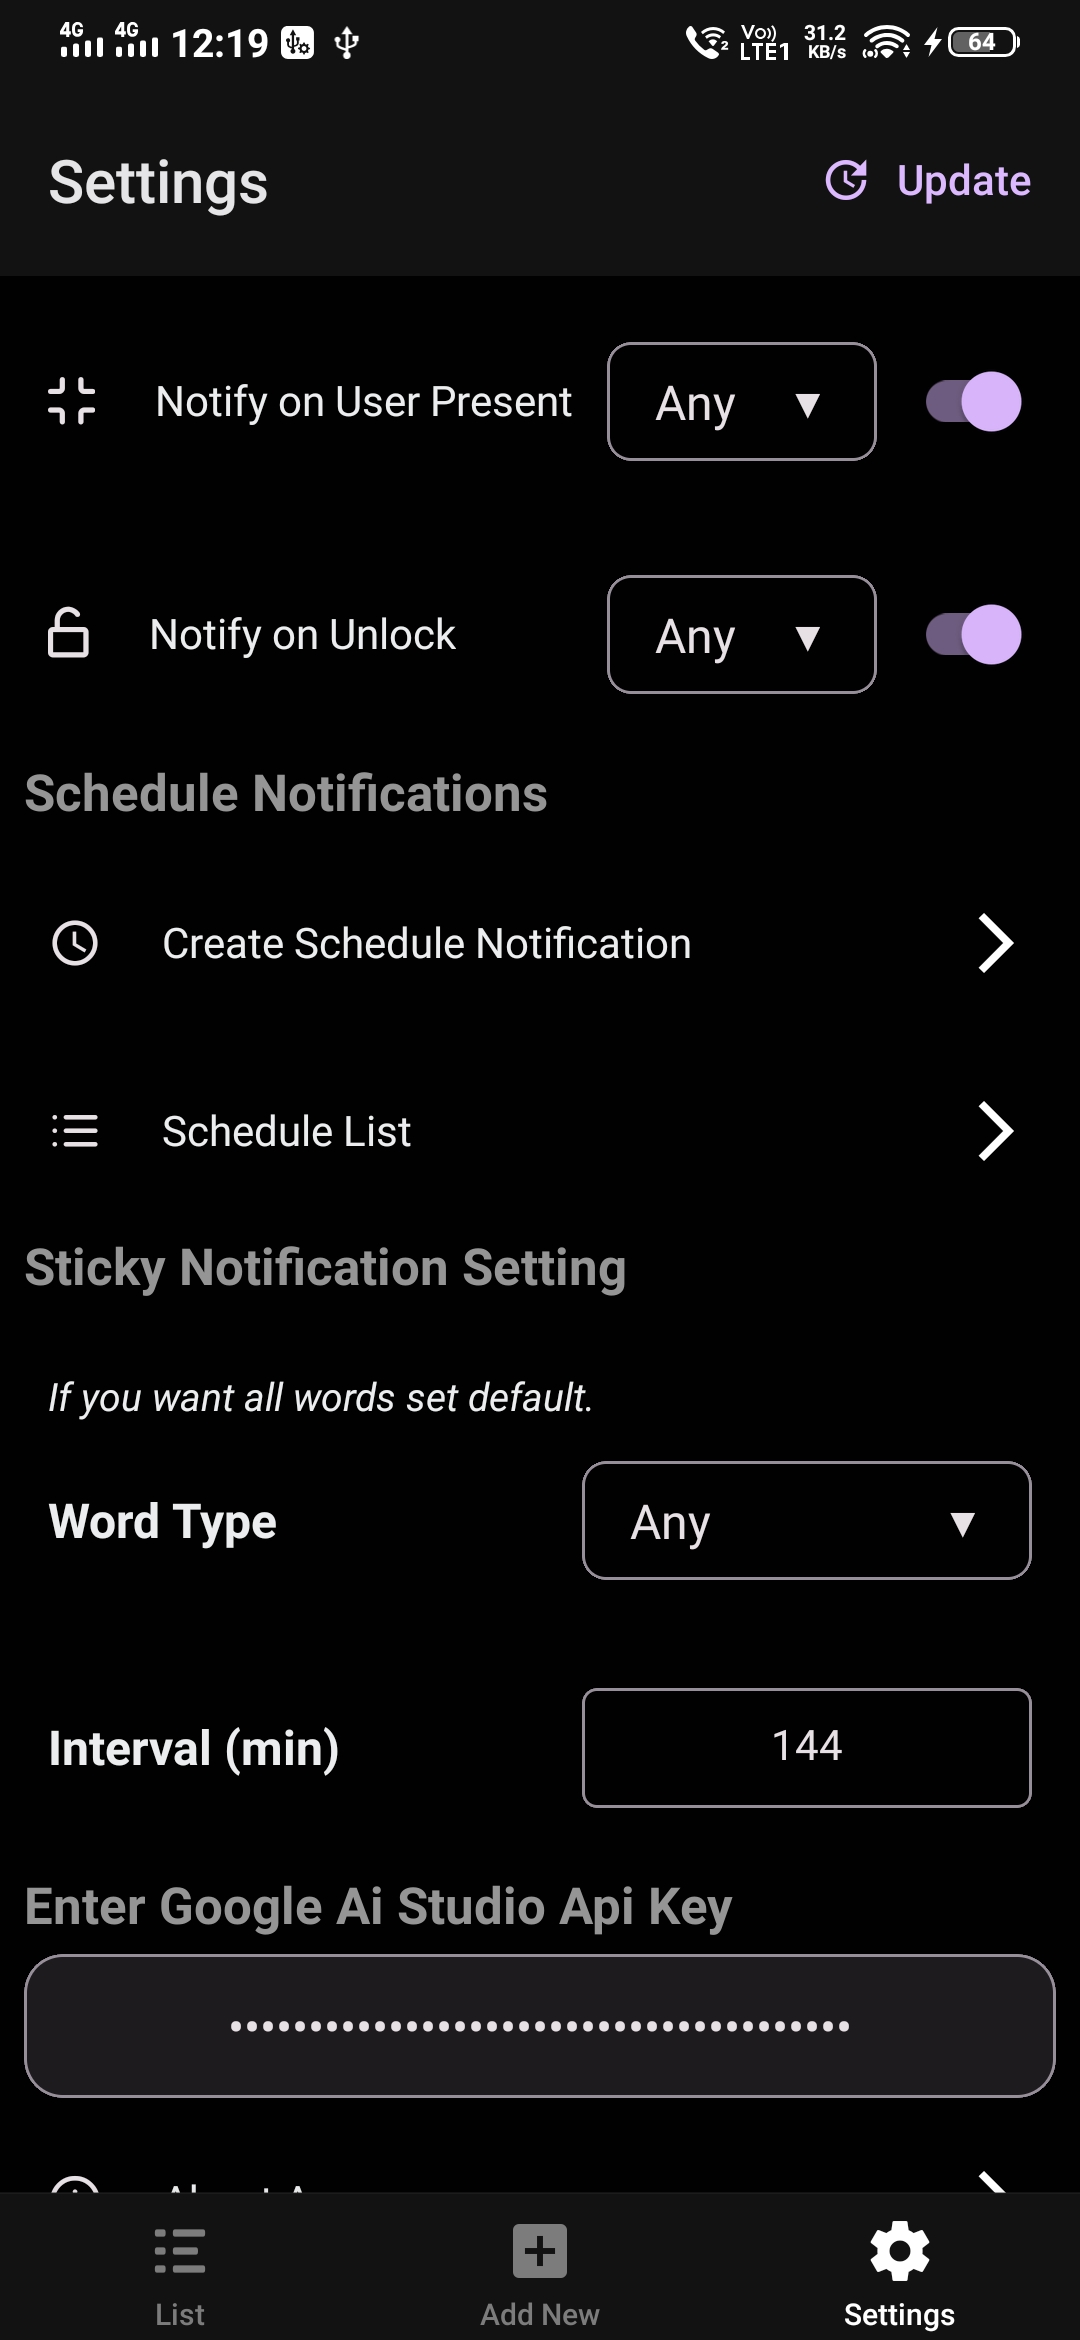 4G 4G 12:19 2 Vo)) LTE1 31.2 KB/s 64
Settings Update
Notify on User Present Any ▼
Notify on Unlock Any ▼
Schedule Notifications
Create Schedule Notification
Schedule List
Sticky Notification Setting
If you want all words set default.
Word Type Any ▼
Interval (min) 144
Enter Google Ai Studio Api Key
•••••••••••••••••••••••••••••••••••••••
List Add New Settings